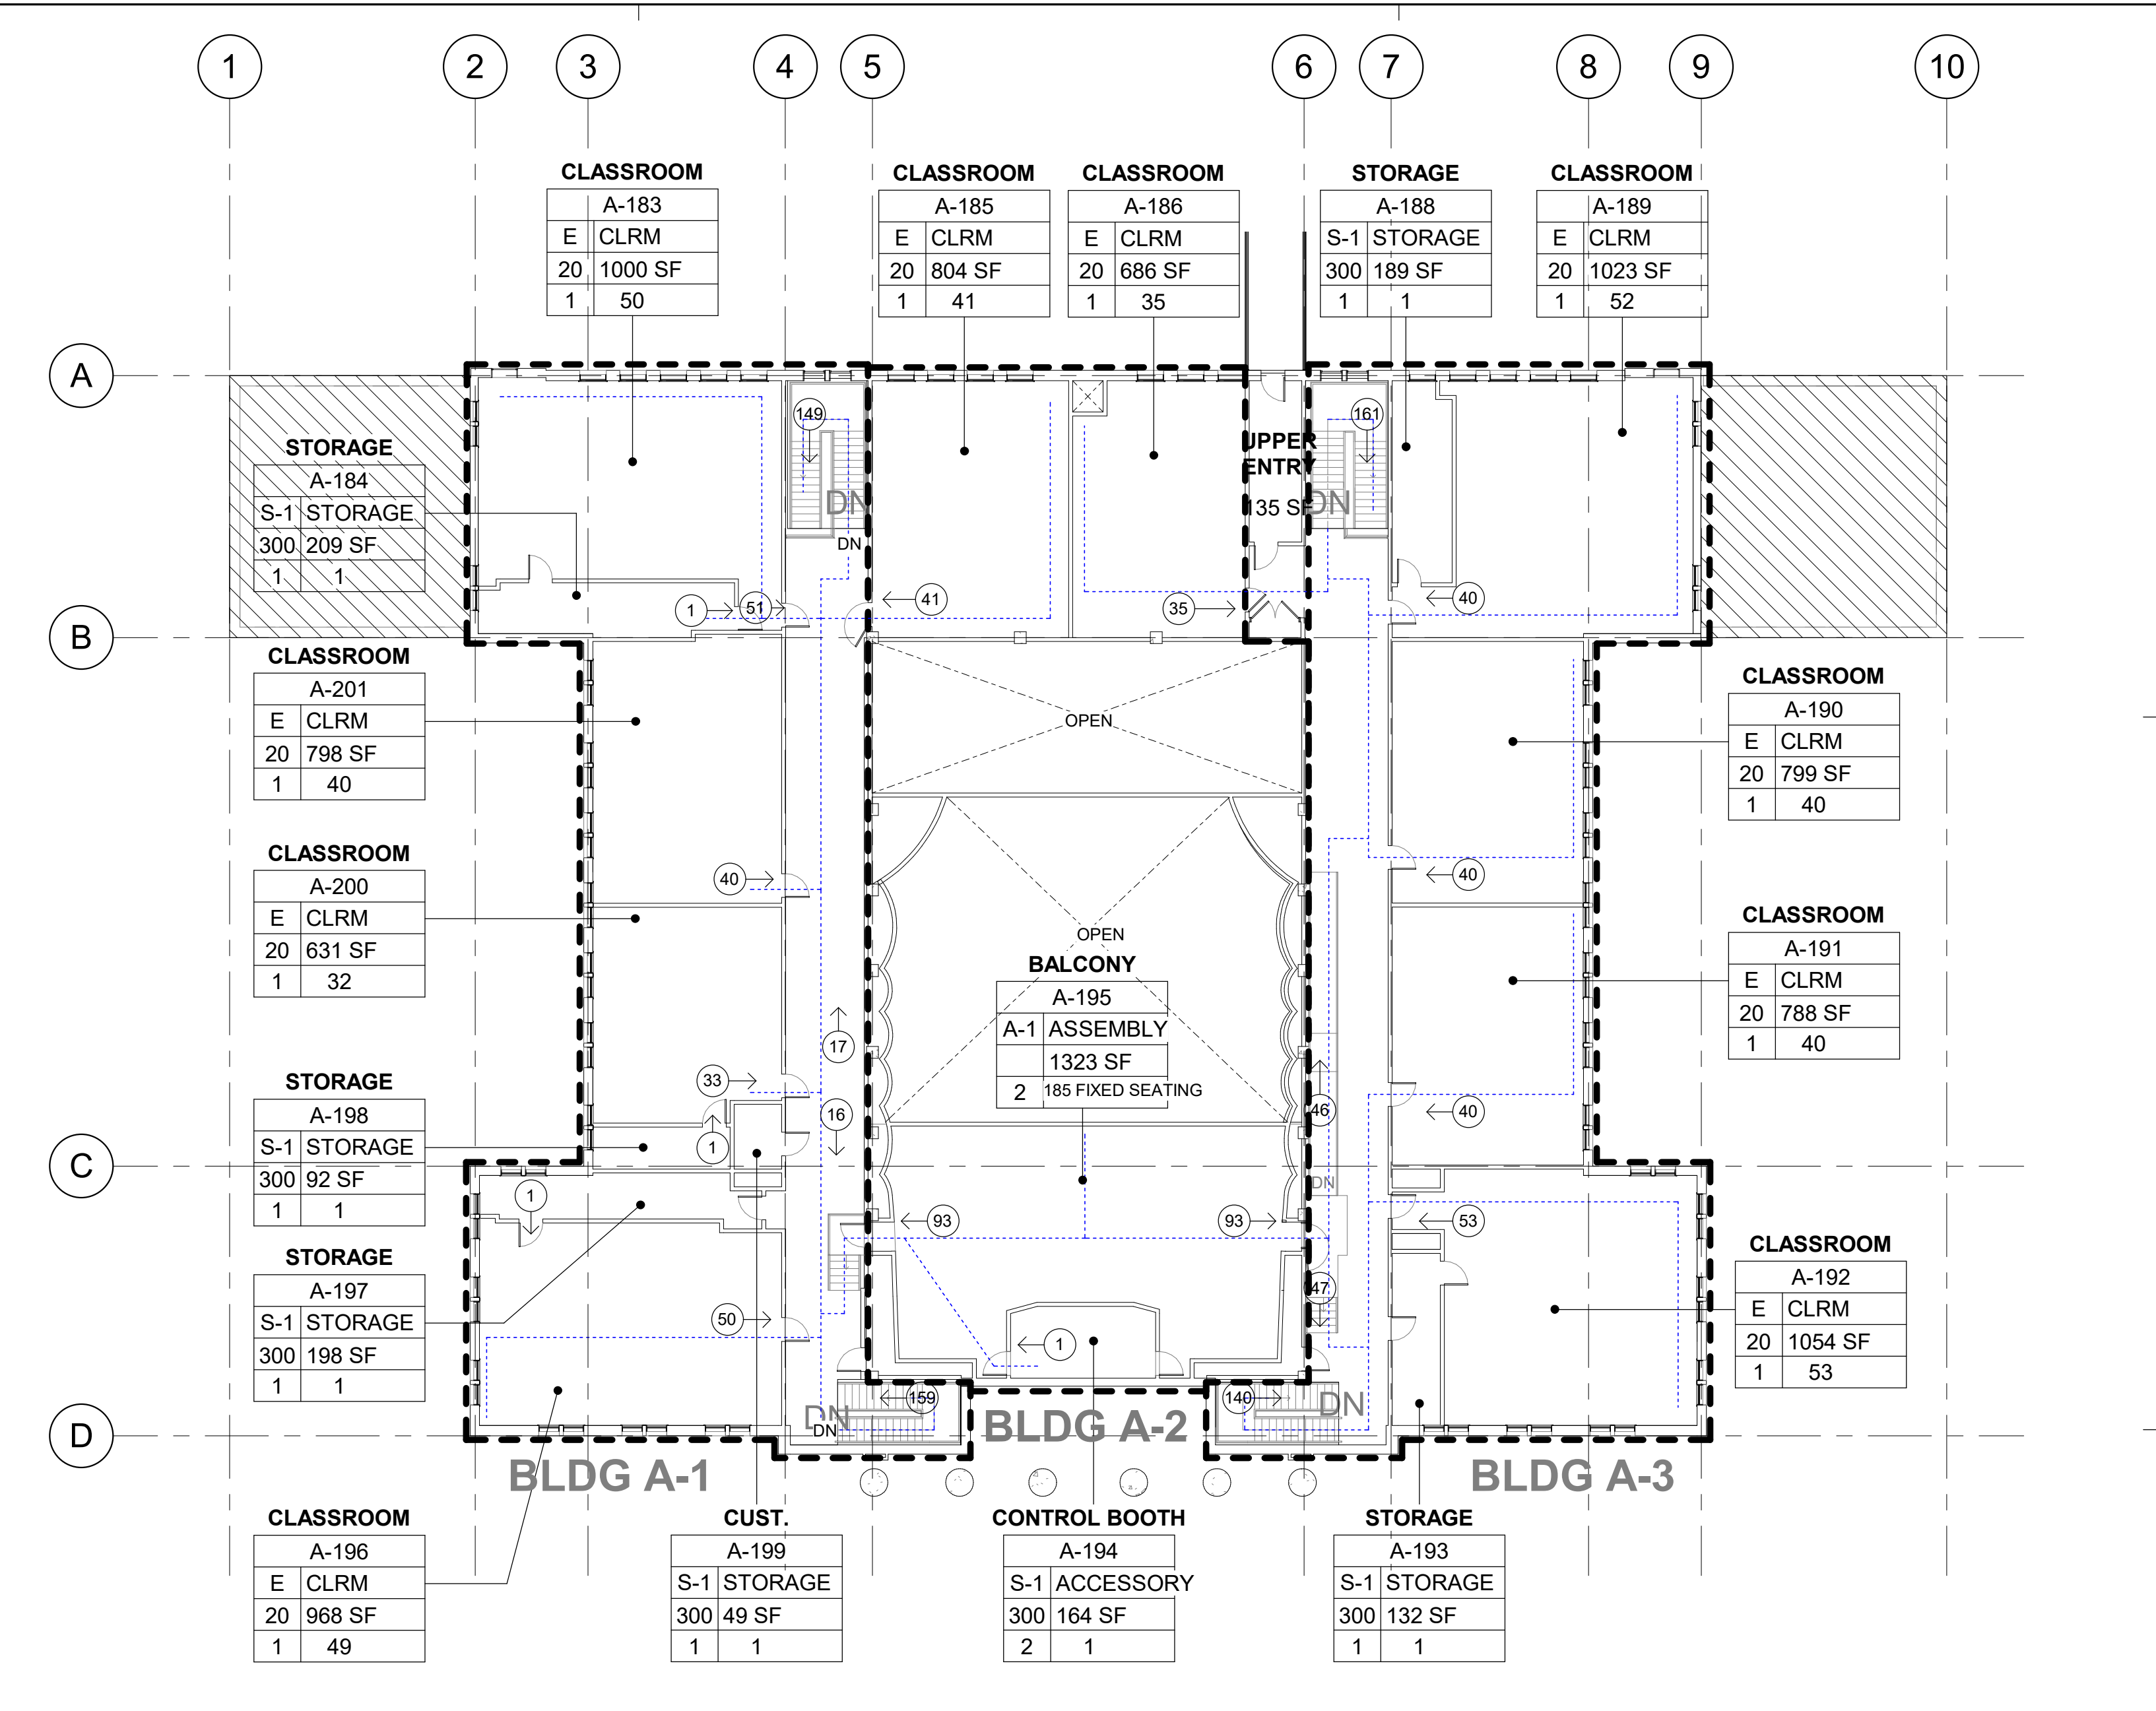 1 2 3 4 5 6 7 8 9 10
CLASSROOM
A-183
E CLRM
20 1000 SF
1 50
CLASSROOM
A-185
E CLRM
20 804 SF
1 41
CLASSROOM
A-186
E CLRM
20 686 SF
1 35
STORAGE
A-188
S-1 STORAGE
300 189 SF
1 1
CLASSROOM
A-189
E CLRM
20 1023 SF
1 52
A
149
161
UPPER
ENTRY
135 SF
DN
DN
DN
STORAGE
A-184
S-1 STORAGE
300 209 SF
1 1
1
51
41
35
40
B
CLASSROOM
A-201
E CLRM
20 798 SF
1 40
OPEN
CLASSROOM
A-190
E CLRM
20 799 SF
1 40
40
40
CLASSROOM
A-200
E CLRM
20 631 SF
1 32
OPEN
BALCONY
A-195
A-1 ASSEMBLY
1323 SF
2 185 FIXED SEATING
CLASSROOM
A-191
E CLRM
20 788 SF
1 40
17
33
16
46
40
1
STORAGE
A-198
S-1 STORAGE
300 92 SF
1 1
C
DN
1
93
93
53
STORAGE
A-197
S-1 STORAGE
300 198 SF
1 1
CLASSROOM
A-192
E CLRM
20 1054 SF
1 53
47
50
1
159
140
DN
DN
DN
D
BLDG A-2
BLDG A-1
BLDG A-3
CLASSROOM
A-196
E CLRM
20 968 SF
1 49
CUST.
A-199
S-1 STORAGE
300 49 SF
1 1
CONTROL BOOTH
A-194
S-1 ACCESSORY
300 164 SF
2 1
STORAGE
A-193
S-1 STORAGE
300 132 SF
1 1